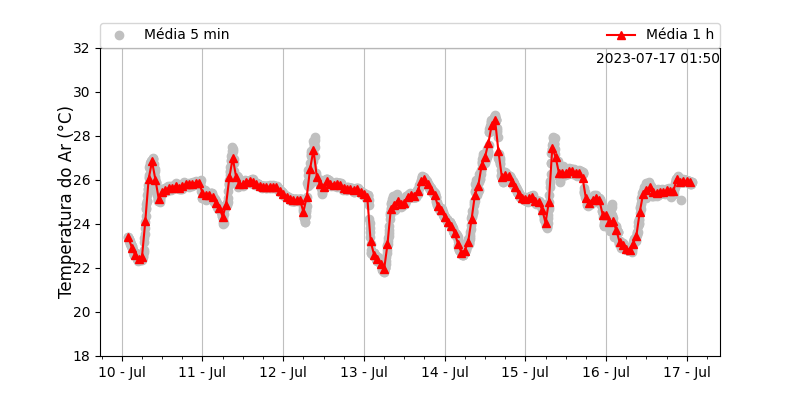 Média 5 min
Média 1 h
2023-07-17 01:50
Temperatura do Ar (°C)
32
30
28
26
24
22
20
18
10 - Jul
11 - Jul
12 - Jul
13 - Jul
14 - Jul
15 - Jul
16 - Jul
17 - Jul